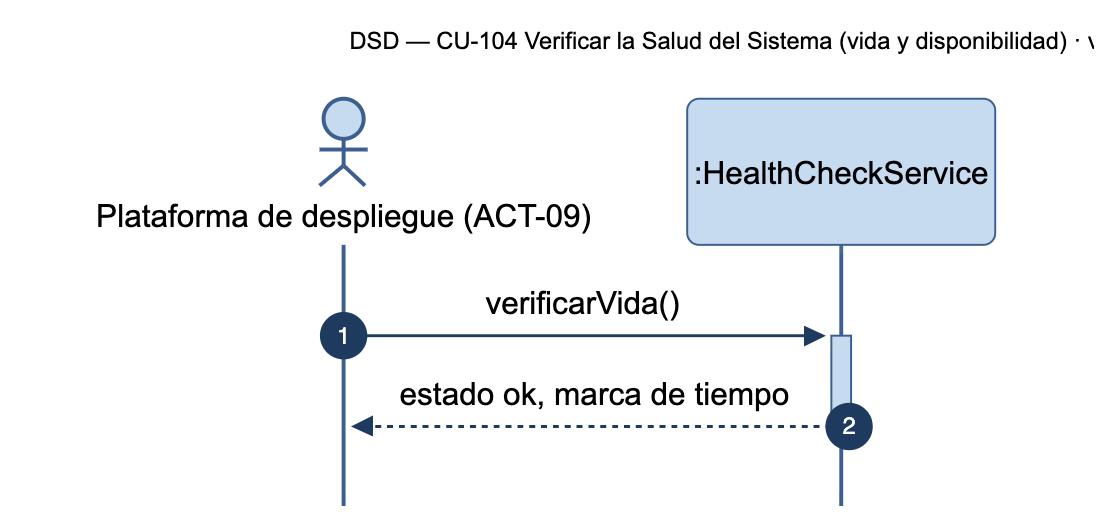 DSD — CU-104 Verificar la Salud del Sistema (vida y disponibilidad) ·
:HealthCheckService
Plataforma de despliegue (ACT-09)
verificarVida()
1
estado ok, marca de tiempo
2